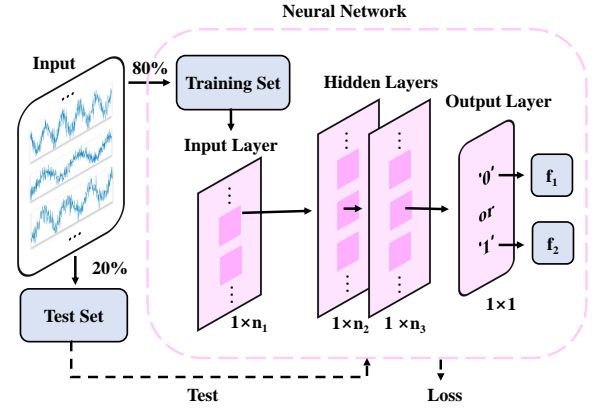 Neural Network
Input
80%
Training Set
Hidden Layers
Output Layer
Input Layer
...
'0'
or
'1'
f₁
f₂
...
20%
Test Set
1×n₁
1×n₂
1×n₃
1×1
Test
Loss